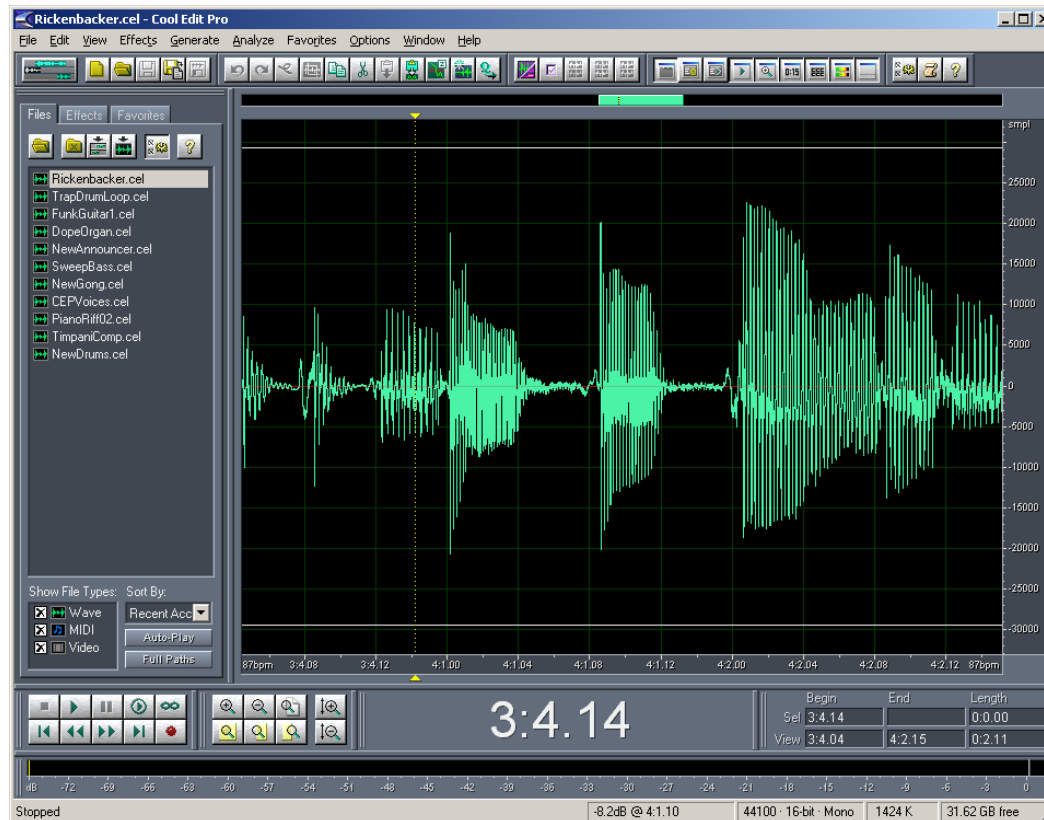 Rickenbacker.cel - Cool Edit Pro
File Edit View Effects Generate Analyze Favorites Options Window Help
Files Effects Favorites
Rickenbacker.cel
TrapDrumLoop.cel
FunkGuitar1.cel
DopeOrgan.cel
NewAnnouncer.cel
SweepBass.cel
NewGong.cel
CEPVoices.cel
PianoRiff02.cel
TimpaniComp.cel
NewDrums.cel
Show File Types: Sort By:
Wave Recent Acc
MIDI Auto-Play
Video Full Paths
smpl
25000
20000
15000
10000
5000
0
-5000
-10000
-15000
-20000
-25000
-30000
87bpm 3:4.08 3:4.12 4:1.00 4:1.04 4:1.08 4:1.12 4:2.00 4:2.04 4:2.08 4:2.12 87bpm
3:4.14
Begin End Length
Sel 3:4.14 0:0.00
View 3:4.04 4:2.15 0:2.11
dB -72 -69 -66 -63 -60 -57 -54 -51 -48 -45 -42 -39 -36 -33 -30 -27 -24 -21 -18 -15 -12 -9 -6 -3 0
Stopped -8.2dB @ 4:1.10 44100 · 16-bit · Mono 1424 K 31.62 GB free